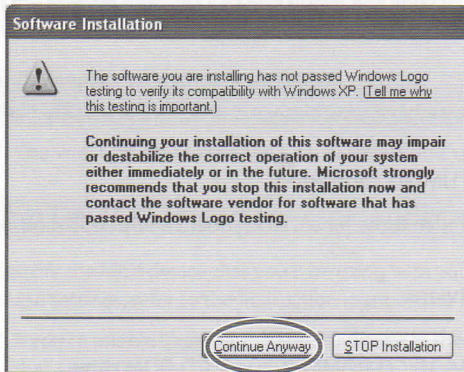 Software Installation
The software you are installing has not passed Windows Logo
testing to verify its compatibility with Windows XP. (Tell me why
this testing is important.)
Continuing your installation of this software may impair
or destabilize the correct operation of your system
either immediately or in the future. Microsoft strongly
recommends that you stop this installation now and
contact the software vendor for software that has
passed Windows Logo testing.
Continue Anyway
STOP Installation